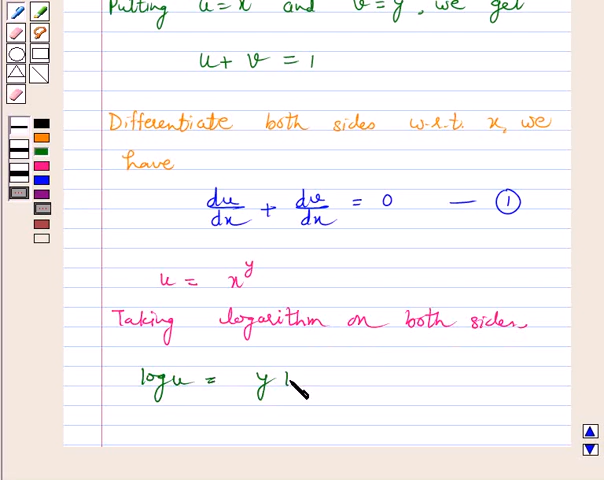 Putting u = x and v = y, we get
u + v = 1
Differentiate both sides w.r.t. x, we
have
du/dx + dv/dx = 0 — ①
u = x^y
Taking logarithm on both sides.
log u = y l